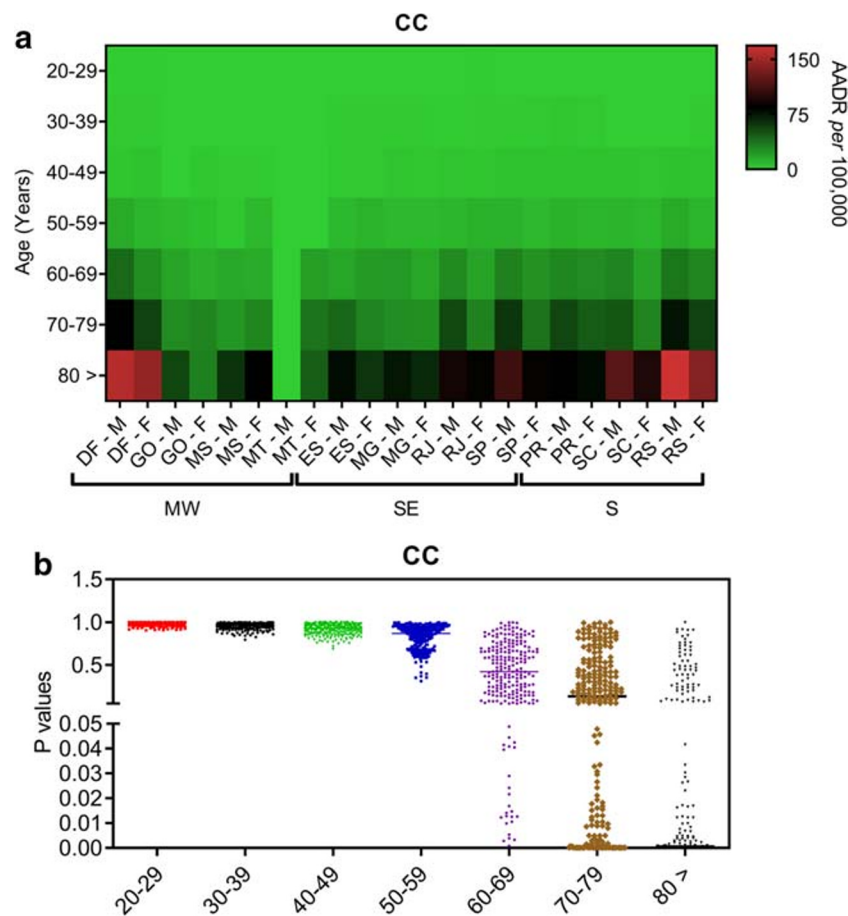 a
CC
Age (Years)
20-29
30-39
40-49
50-59
60-69
70-79
80 >
150
75
0
AADR per 100,000
DF - M
DF - F
GO - M
GO - F
MS - M
MS - F
MT - M
MT - F
ES - M
ES - F
MG - M
MG - F
RJ - M
RJ - F
SP - M
SP - F
PR - M
PR - F
SC - M
SC - F
RS - M
RS - F
MW
SE
S
b
CC
P values
1.5
1.0
0.5
0.05
0.04
0.03
0.02
0.01
0.00
20-29
30-39
40-49
50-59
60-69
70-79
80 >